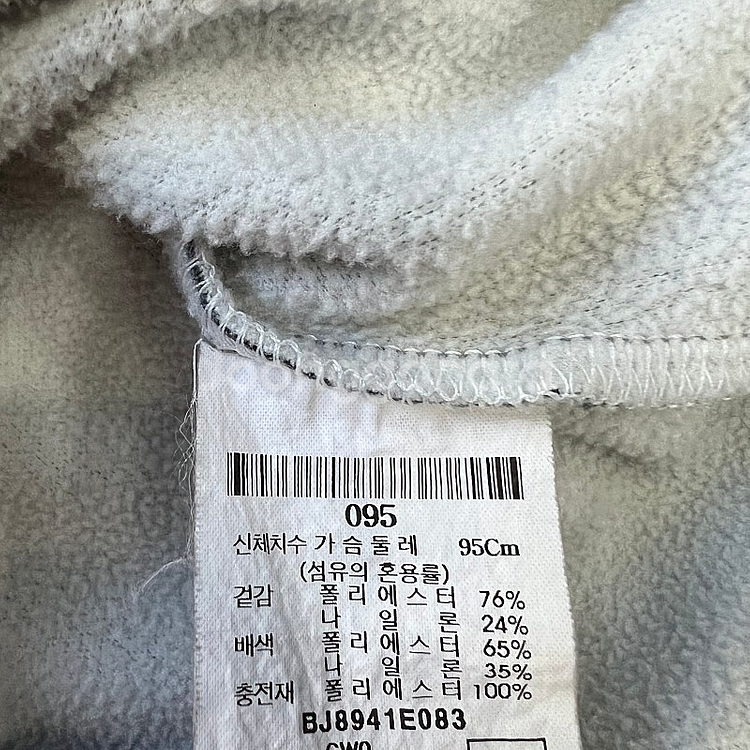 095
신체치수 가슴둘레 95Cm
(섬유의 혼용률)
겉감 폴리에스터 76%
나일론 24%
배색 폴리에스터 65%
나일론 35%
충전재 폴리에스터 100%
BJ8941E083